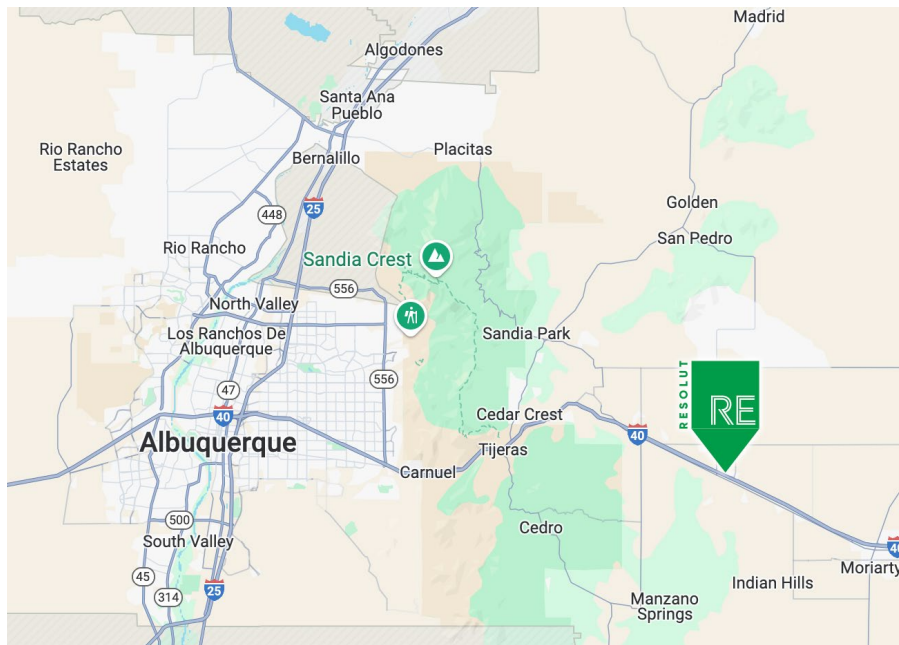 Madrid
Algodones
Santa Ana
Pueblo
Rio Rancho
Estates
Bernalillo
Placitas
25
448
Golden
Rio Rancho
San Pedro
Sandia Crest
556
North Valley
Los Ranchos De
Albuquerque
Sandia Park
47
556
RESOLUT
RE
40
Albuquerque
Cedar Crest
40
Tijeras
Carnuel
500
South Valley
Cedro
40
Moriarty
45
314
25
Indian Hills
Manzano
Springs